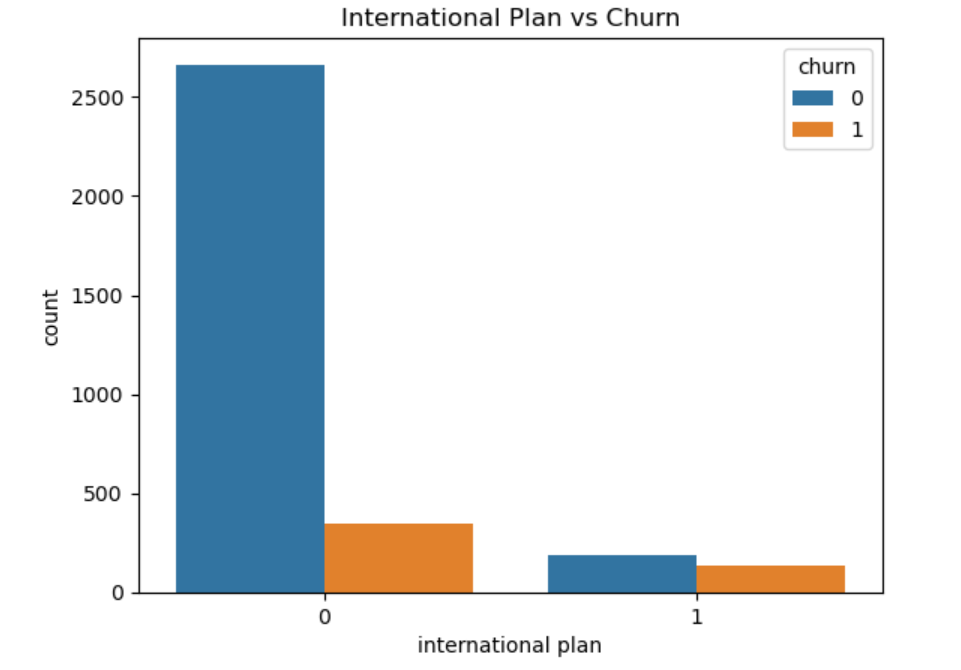 International Plan vs Churn
churn
0
1
2500
2000
1500
1000
500
0
count
0
1
international plan